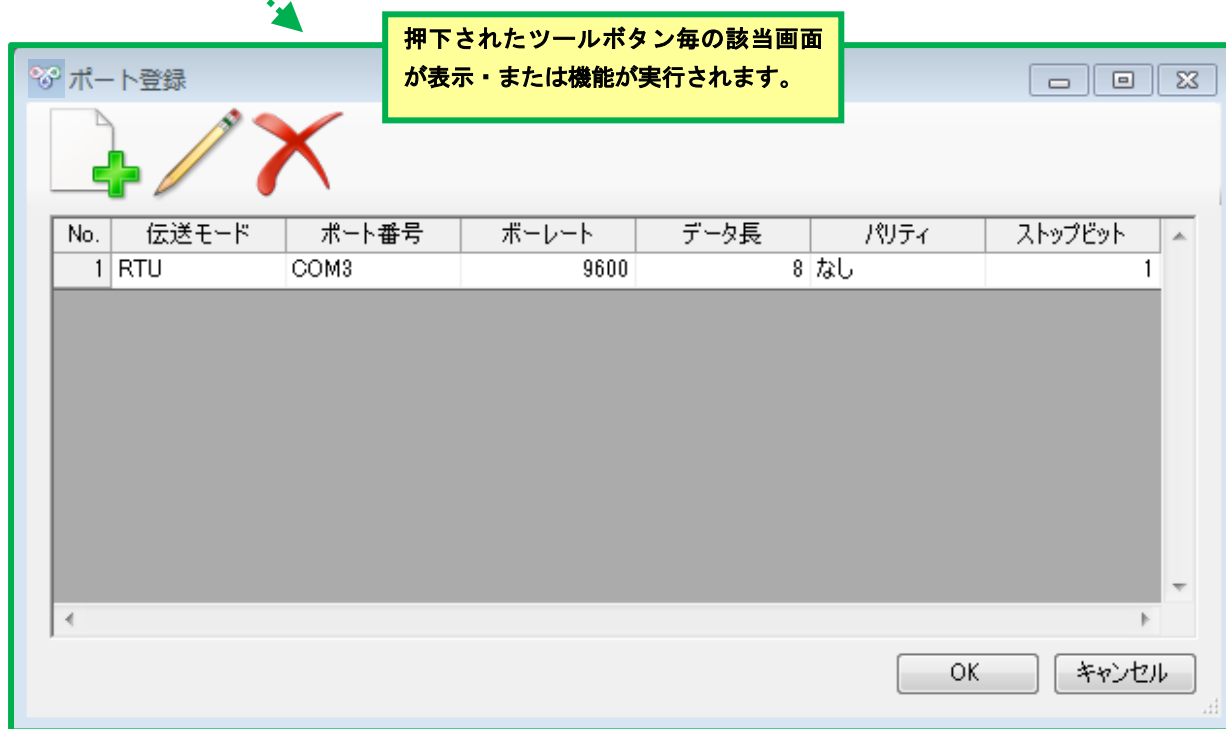 押下されたツールボタン毎の該当画面
が表示・または機能が実行されます。
ポート登録
No. 伝送モード ポート番号 ボーレート データ長 パリティ ストップビット
1 RTU COM3 9600 8 なし 1
OK キャンセル